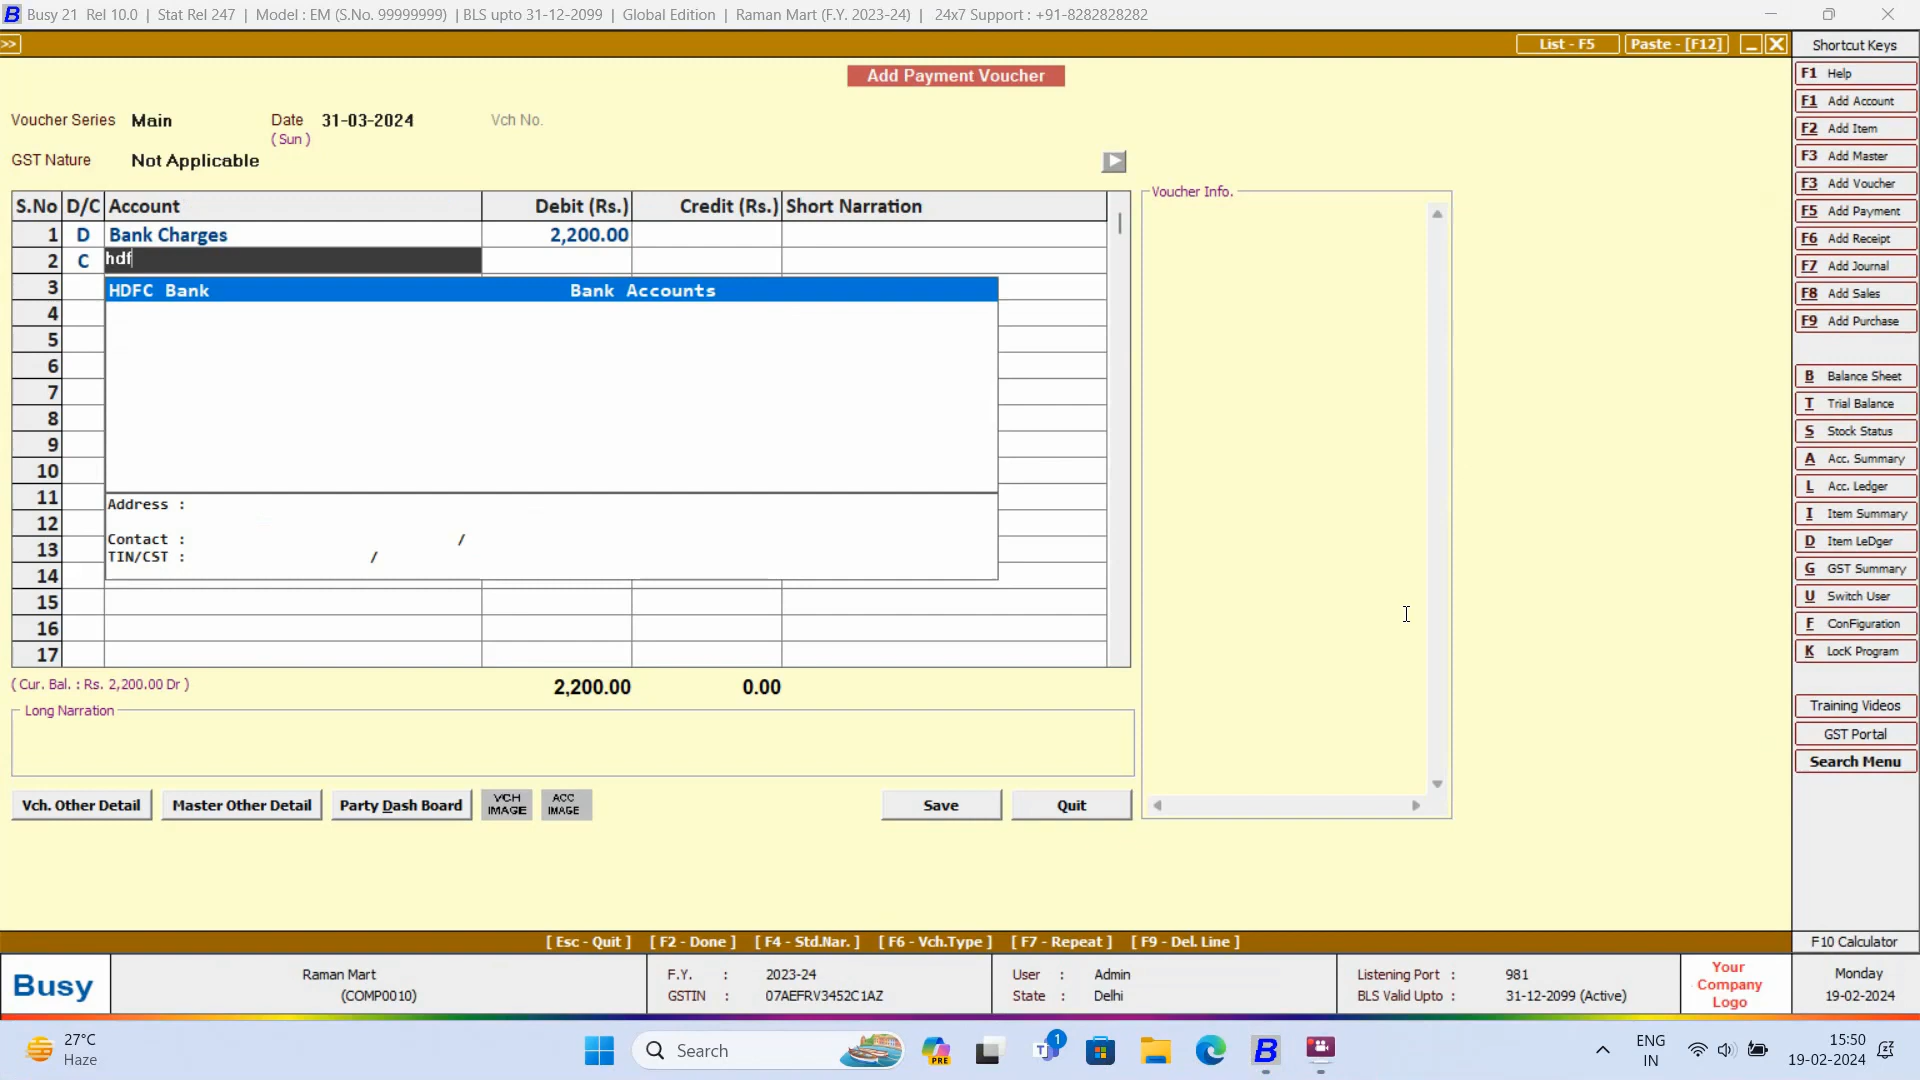 Busy 21 Rel 10.0 | Stat Rel 247 | Model : EM (S.No. 99999999) | BLS upto 31-12-2099 | Global Edition | Raman Mart (F.Y. 2023-24) | 24x7 Support : +91-8282828282
>> List - F5 Paste - [F12]
Add Payment Voucher
Voucher Series Main Date 31-03-2024 Vch No.
( Sun )
GST Nature Not Applicable
S.No D/C Account Debit (Rs.) Credit (Rs.) Short Narration
1 D Bank Charges 2,200.00
2 C hdf
3
HDFC Bank Bank Accounts
4
5
6
7
8
9
10
11
Address :
12
Contact : /
13
TIN/CST : /
14
15
16
17
( Cur. Bal. : Rs. 2,200.00 Dr ) 2,200.00 0.00
Long Narration
Vch. Other Detail Master Other Detail Party Dash Board VCH IMAGE ACC IMAGE Save Quit
Voucher Info.
Shortcut Keys
F1 Help
F1 Add Account
F2 Add Item
F3 Add Master
F3 Add Voucher
F5 Add Payment
F6 Add Receipt
F7 Add Journal
F8 Add Sales
F9 Add Purchase
B Balance Sheet
T Trial Balance
S Stock Status
A Acc. Summary
L Acc. Ledger
I Item Summary
D Item LeDger
G GST Summary
U Switch User
F ConFiguration
K LocK Program
Training Videos
GST Portal
Search Menu
[ Esc - Quit ] [ F2 - Done ] [ F4 - Std.Nar. ] [ F6 - Vch.Type ] [ F7 - Repeat ] [ F9 - Del. Line ] F10 Calculator
Busy
Raman Mart
(COMP0010)
F.Y. : 2023-24
GSTIN : 07AEFRV3452C1AZ
User : Admin
State : Delhi
Listening Port : 981
BLS Valid Upto : 31-12-2099 (Active)
Your
Company
Logo
Monday
19-02-2024
27°C
Haze
Search
PRE
1
ENG
IN
15:50
19-02-2024